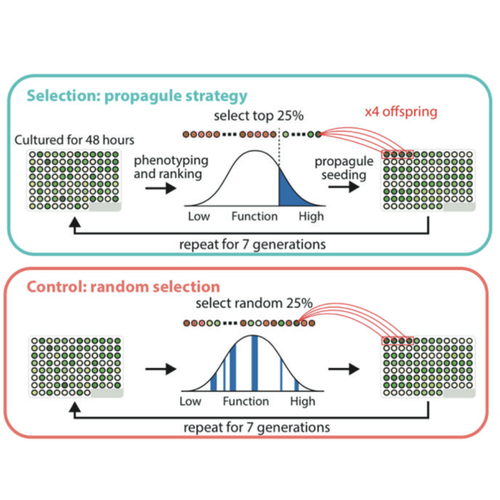 Selection: propagule strategy
select top 25%
x4 offspring
Cultured for 48 hours
phenotyping
and ranking
propagule
seeding
Low Function High
repeat for 7 generations
Control: random selection
select random 25%
Low Function High
repeat for 7 generations